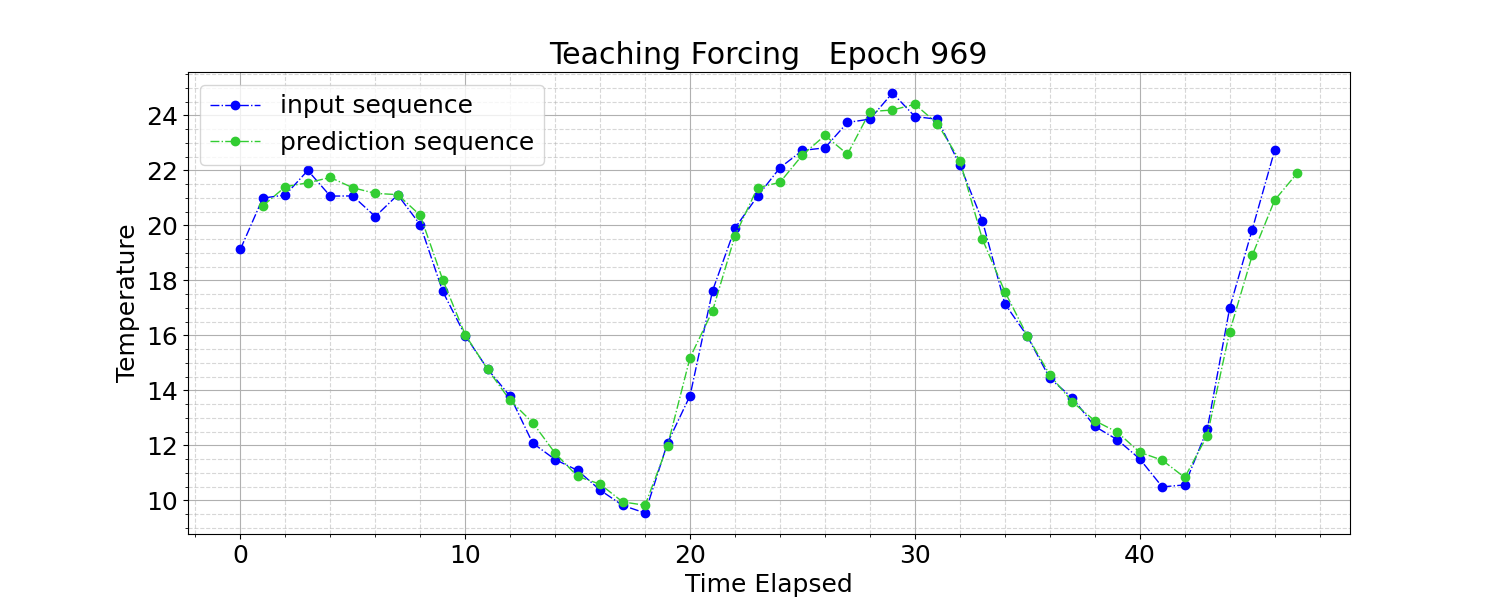 Teaching Forcing   Epoch 969
input sequence
prediction sequence
Temperature
24
22
20
18
16
14
12
10
0 10 20 30 40
Time Elapsed